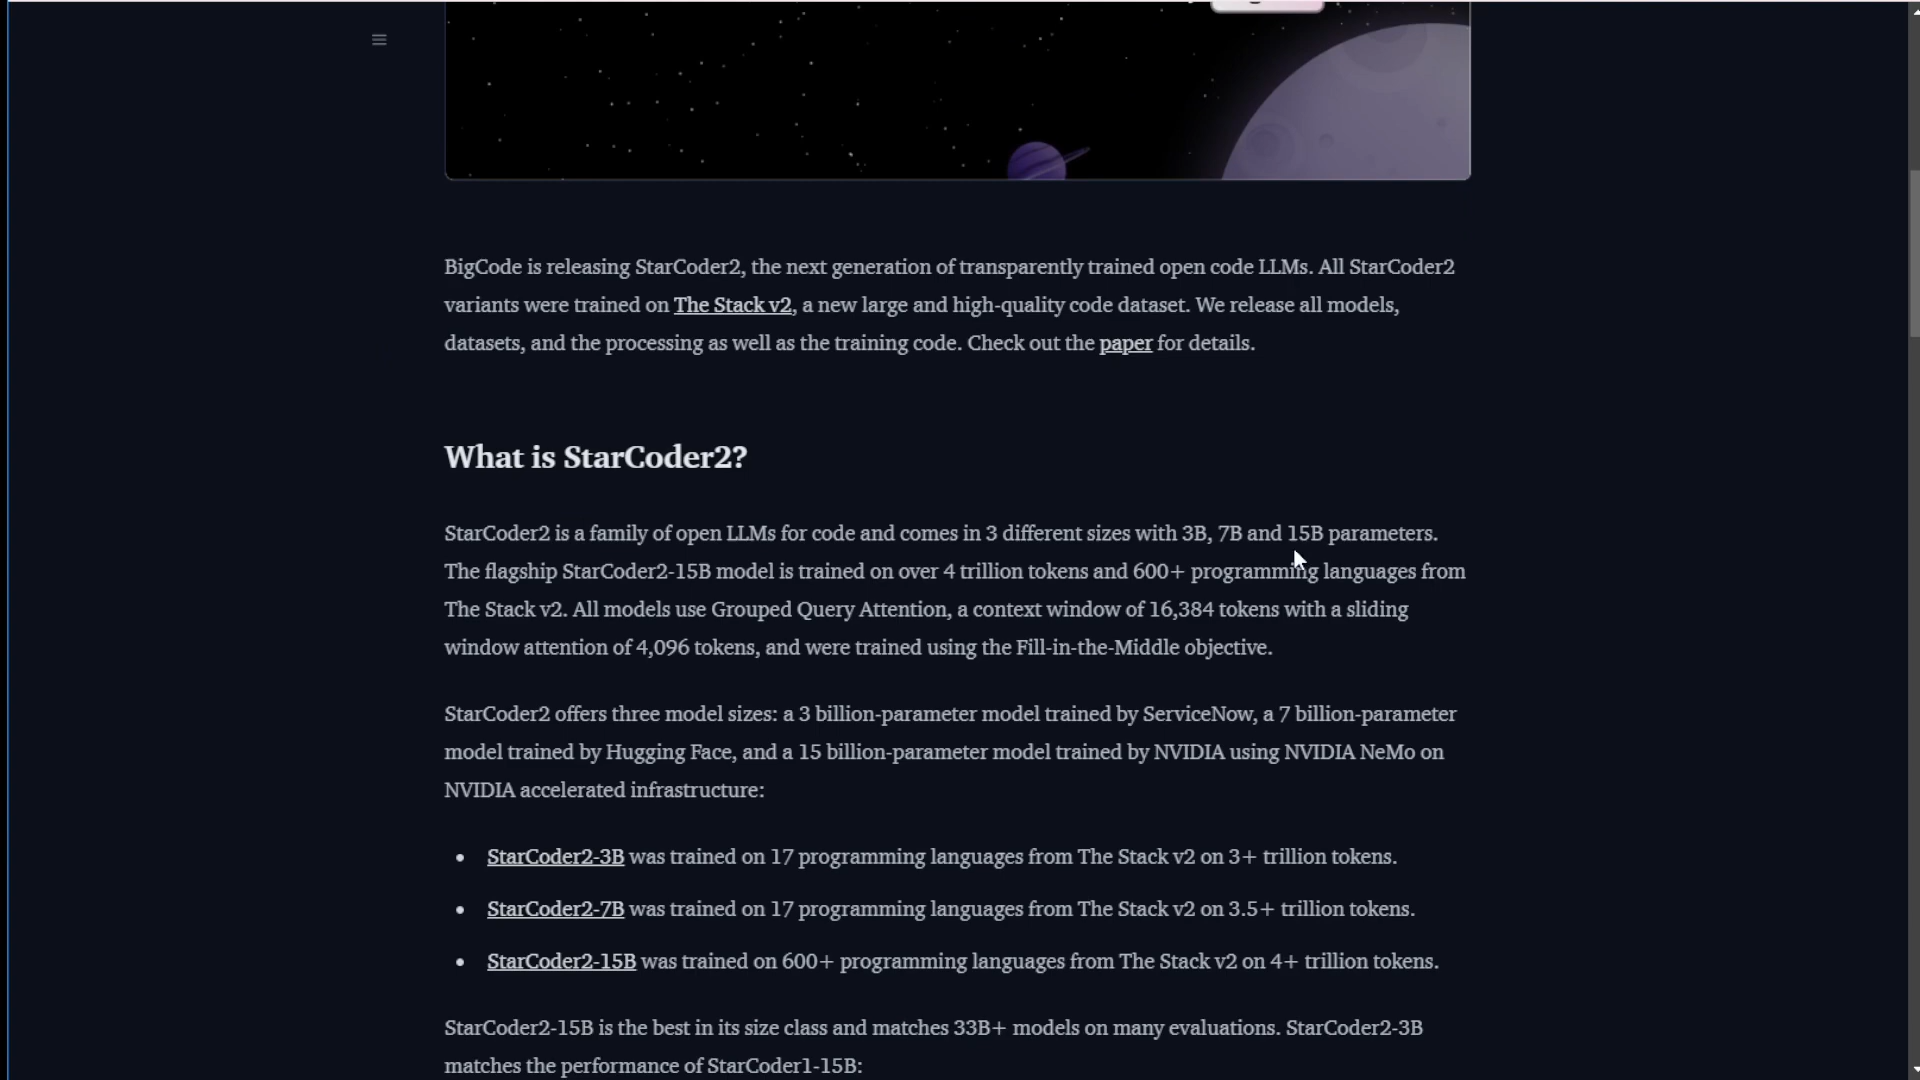 BigCode is releasing StarCoder2, the next generation of transparently trained open code LLMs. All StarCoder2
variants were trained on The Stack v2, a new large and high-quality code dataset. We release all models,
datasets, and the processing as well as the training code. Check out the paper for details.
What is StarCoder2?
StarCoder2 is a family of open LLMs for code and comes in 3 different sizes with 3B, 7B and 15B parameters.
The flagship StarCoder2-15B model is trained on over 4 trillion tokens and 600+ programming languages from
The Stack v2. All models use Grouped Query Attention, a context window of 16,384 tokens with a sliding
window attention of 4,096 tokens, and were trained using the Fill-in-the-Middle objective.
StarCoder2 offers three model sizes: a 3 billion-parameter model trained by ServiceNow, a 7 billion-parameter
model trained by Hugging Face, and a 15 billion-parameter model trained by NVIDIA using NVIDIA NeMo on
NVIDIA accelerated infrastructure:
• StarCoder2-3B was trained on 17 programming languages from The Stack v2 on 3+ trillion tokens.
• StarCoder2-7B was trained on 17 programming languages from The Stack v2 on 3.5+ trillion tokens.
• StarCoder2-15B was trained on 600+ programming languages from The Stack v2 on 4+ trillion tokens.
StarCoder2-15B is the best in its size class and matches 33B+ models on many evaluations. StarCoder2-3B
matches the performance of StarCoder1-15B: